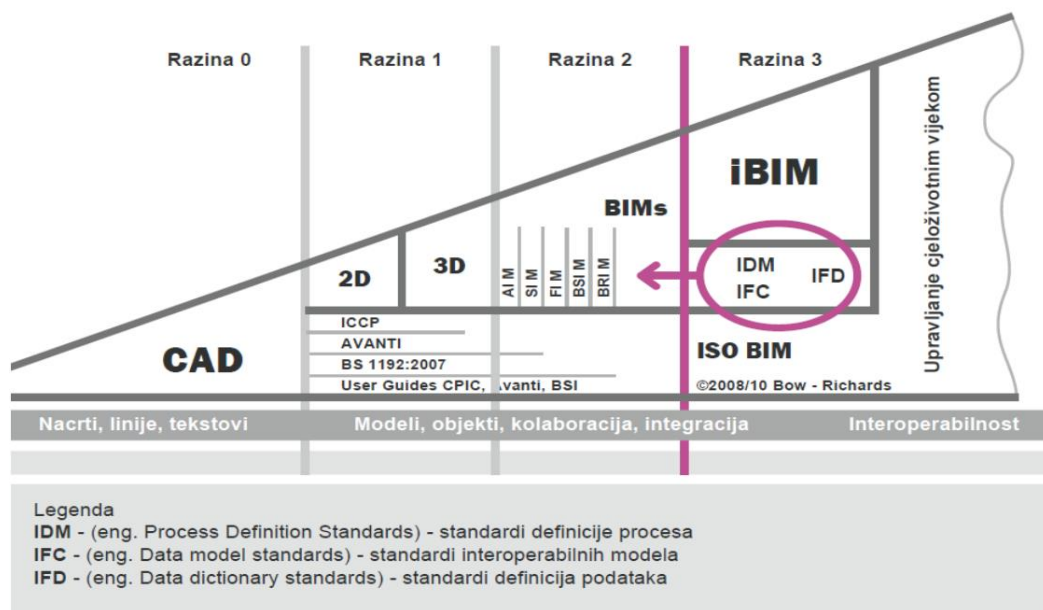 Razina 0
Razina 1
Razina 2
Razina 3
Upravljanje cjeloživotnim vijekom
iBIM
BIMs
2D
3D
AI M
SI M
FI M
BSI M
BRI M
IDM
IFC
IFD
CAD
ICCP
AVANTI
BS 1192:2007
User Guides CPIC, Avanti, BSI
ISO BIM
©2008/10 Bow - Richards
Nacrti, linije, tekstovi
Modeli, objekti, kolaboracija, integracija
Interoperabilnost
Legenda
IDM - (eng. Process Definition Standards) - standardi definicije procesa
IFC - (eng. Data model standards) - standardi interoperabilnih modela
IFD - (eng. Data dictionary standards) - standardi definicija podataka